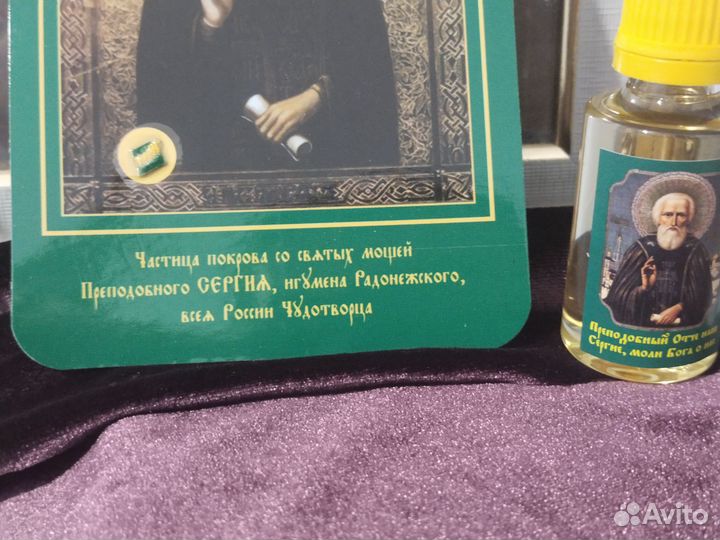 Частица покрова со святых мощей
Преподобного СЕРГИЯ, игумена Радонежского,
всея России Чудотворца
Преподобный Отче наш
Сергие, моли Бога о
Avito